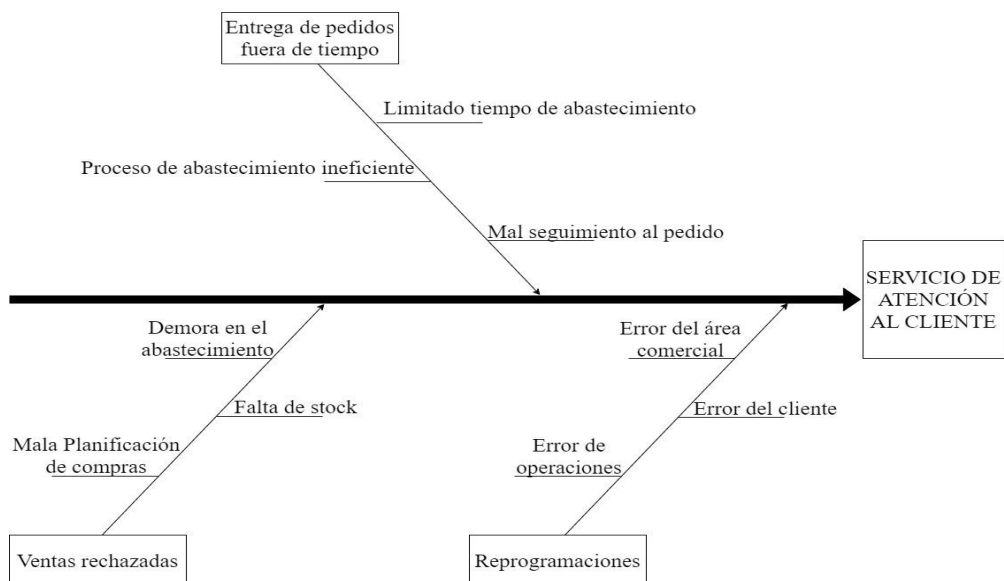 Entrega de pedidos
fuera de tiempo
Limitado tiempo de abastecimiento
Proceso de abastecimiento ineficiente
Mal seguimiento al pedido
SERVICIO DE
ATENCIÓN
AL CLIENTE
Demora en el
abastecimiento
Falta de stock
Mala Planificación
de compras
Ventas rechazadas
Error del área
comercial
Error del cliente
Error de
operaciones
Reprogramaciones